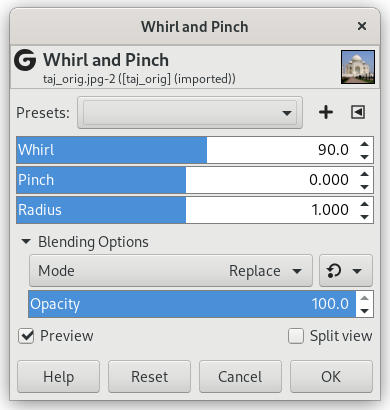 Whirl and Pinch
Whirl and Pinch
taj_orig.jpg-2 ([taj_orig] (imported))
Presets:
Whirl 90.0
Pinch 0.000
Radius 1.000
Blending Options
Mode Replace
Opacity 100.0
Preview Split view
Help Reset Cancel OK